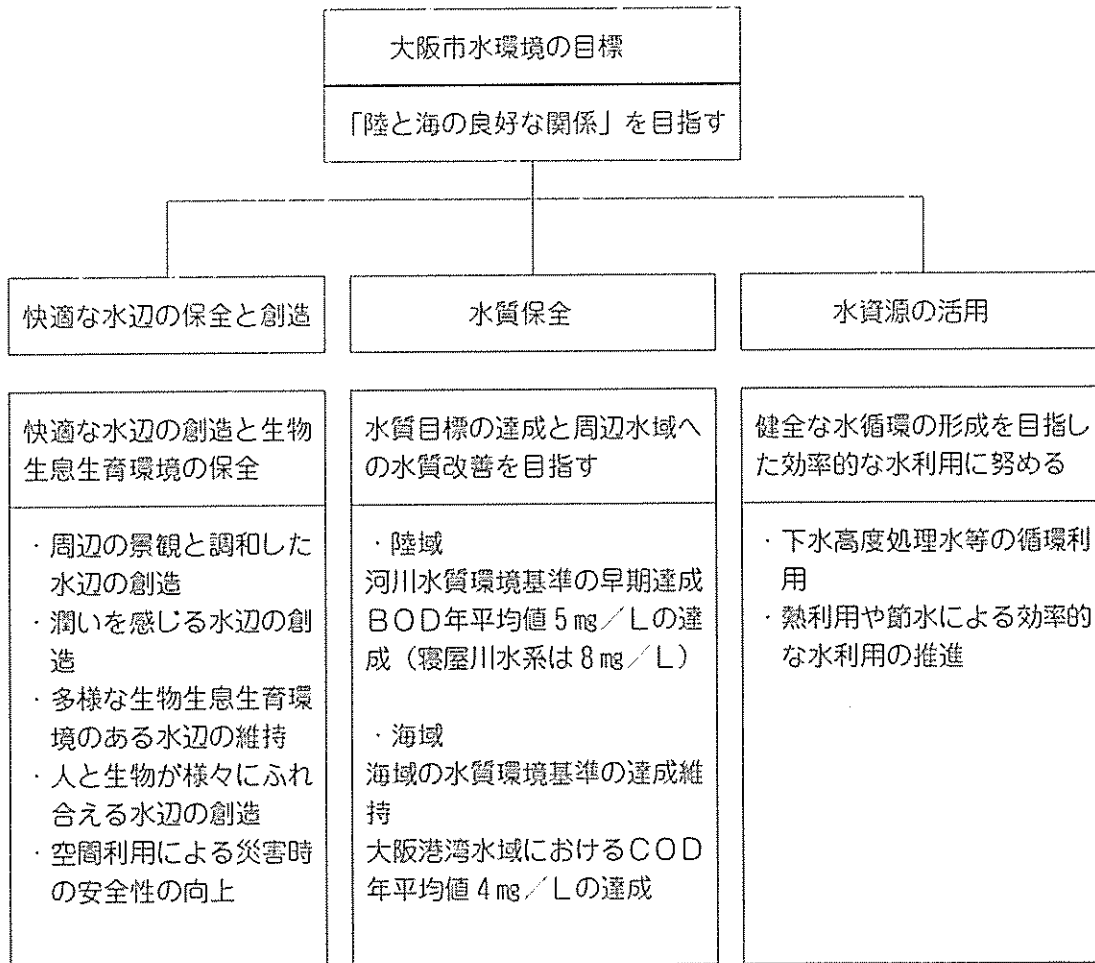 大阪市水環境の目標
「陸と海の良好な関係」を目指す
快適な水辺の保全と創造
水質保全
水資源の活用
快適な水辺の創造と生物
生息生育環境の保全
・周辺の景観と調和した
水辺の創造
・潤いを感じる水辺の創
造
・多様な生物生息生育環
境のある水辺の維持
・人と生物が様々にふれ
合える水辺の創造
・空間利用による災害時
の安全性の向上
水質目標の達成と周辺水域へ
の水質改善を目指す
・陸域
河川水質環境基準の早期達成
BOD年平均値5㎎/Lの達
成(寝屋川水系は8㎎/L)
・海域
海域の水質環境基準の達成維
持
大阪港湾水域におけるCOD
年平均値4㎎/Lの達成
健全な水循環の形成を目指し
た効率的な水利用に努める
・下水高度処理水等の循環利
用
・熱利用や節水による効率的
な水利用の推進